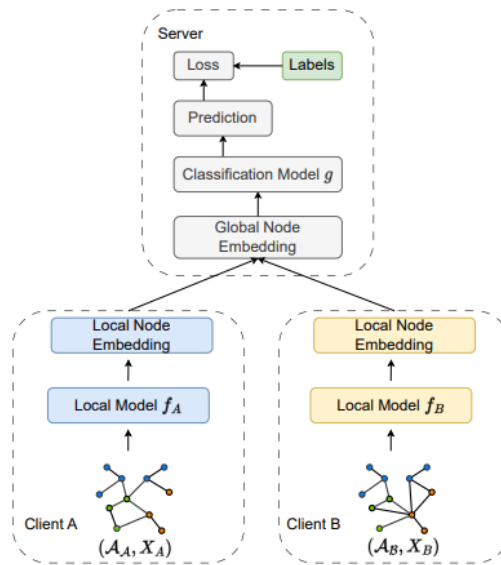 Server
Loss
Labels
Prediction
Classification Model g
Global Node
Embedding
Local Node
Embedding
Local Model f_A
Client A
(𝒜_A, X_A)
Local Node
Embedding
Local Model f_B
Client B
(𝒜_B, X_B)